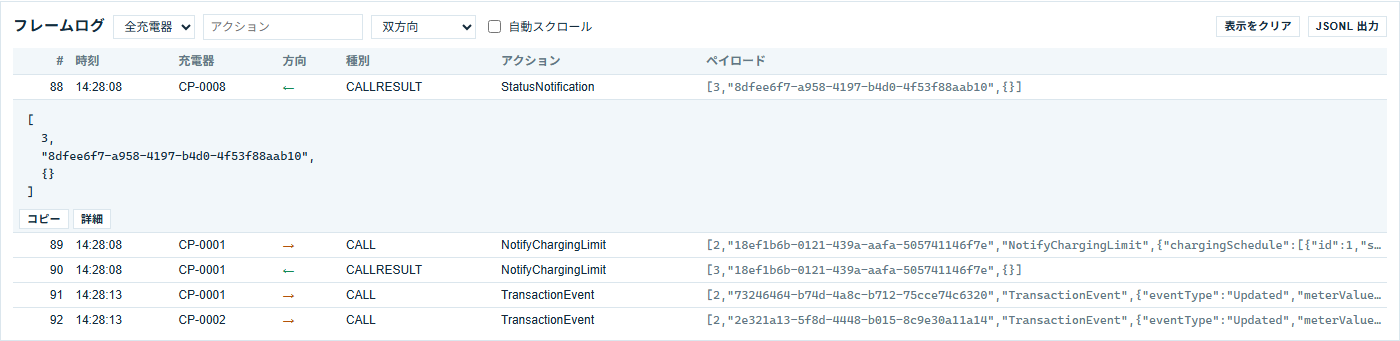 フレームログ 全充電器 アクション 双方向 自動スクロール 表示をクリア JSONL 出力
# 時刻 充電器 方向 種別 アクション ペイロード
88 14:28:08 CP-0008 ← CALLRESULT StatusNotification [3,"8dfee6f7-a958-4197-b4d0-4f53f88aab10",{}]
[
3,
"8dfee6f7-a958-4197-b4d0-4f53f88aab10",
{}
]
コピー 詳細
89 14:28:08 CP-0001 → CALL NotifyChargingLimit [2,"18ef1b6b-0121-439a-aafa-505741146f7e","NotifyChargingLimit",{"chargingSchedule":[{"id":1,"s…
90 14:28:08 CP-0001 ← CALLRESULT NotifyChargingLimit [3,"18ef1b6b-0121-439a-aafa-505741146f7e",{}]
91 14:28:13 CP-0001 → CALL TransactionEvent [2,"73246464-b74d-4a8c-b712-75cce74c6320","TransactionEvent",{"eventType":"Updated","meterValue…
92 14:28:13 CP-0002 → CALL TransactionEvent [2,"2e321a13-5f8d-4448-b015-8c9e30a11a14","TransactionEvent",{"eventType":"Updated","meterValue…